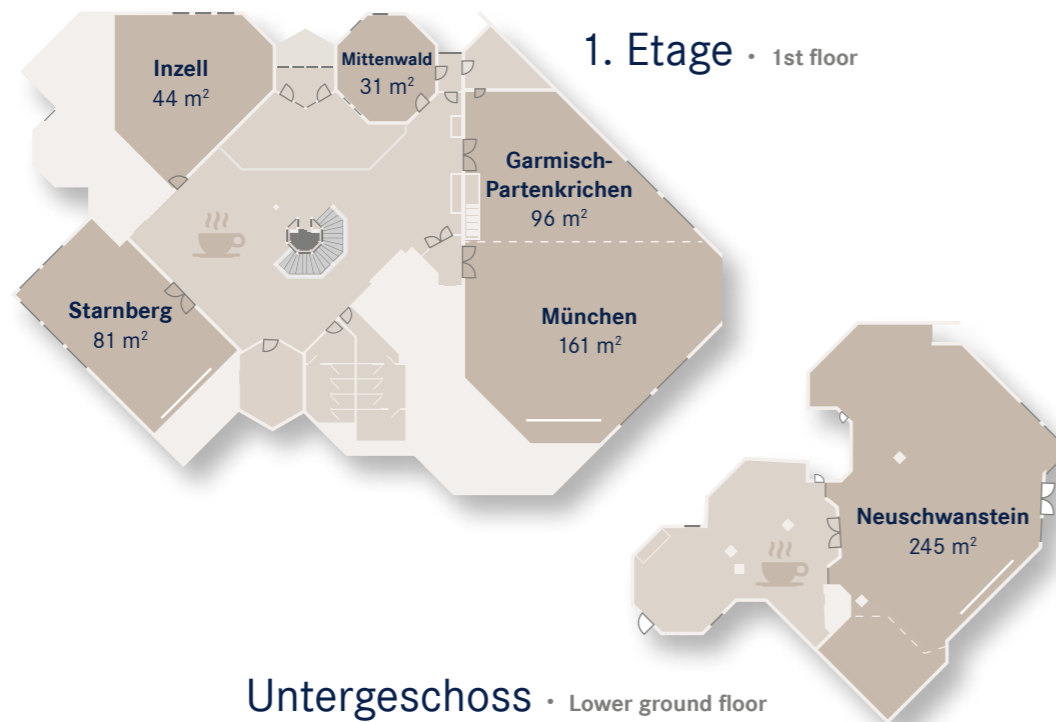 1. Etage · 1st floor
Inzell
44 m²
Mittenwald
31 m²
Garmisch-
Partenkrichen
96 m²
Starnberg
81 m²
München
161 m²
Neuschwanstein
245 m²
Untergeschoss · Lower ground floor